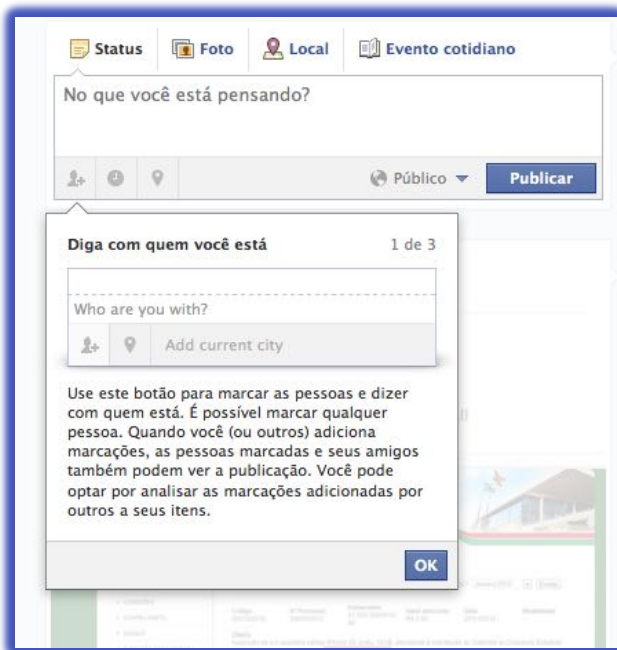 Status Foto Local Evento cotidiano
No que você está pensando?
Público Publicar
Diga com quem você está 1 de 3
Who are you with?
Add current city
Use este botão para marcar as pessoas e dizer
com quem está. É possível marcar qualquer
pessoa. Quando você (ou outros) adiciona
marcações, as pessoas marcadas e seus amigos
também podem ver a publicação. Você pode
optar por analisar as marcações adicionadas por
outros a seus itens.
OK